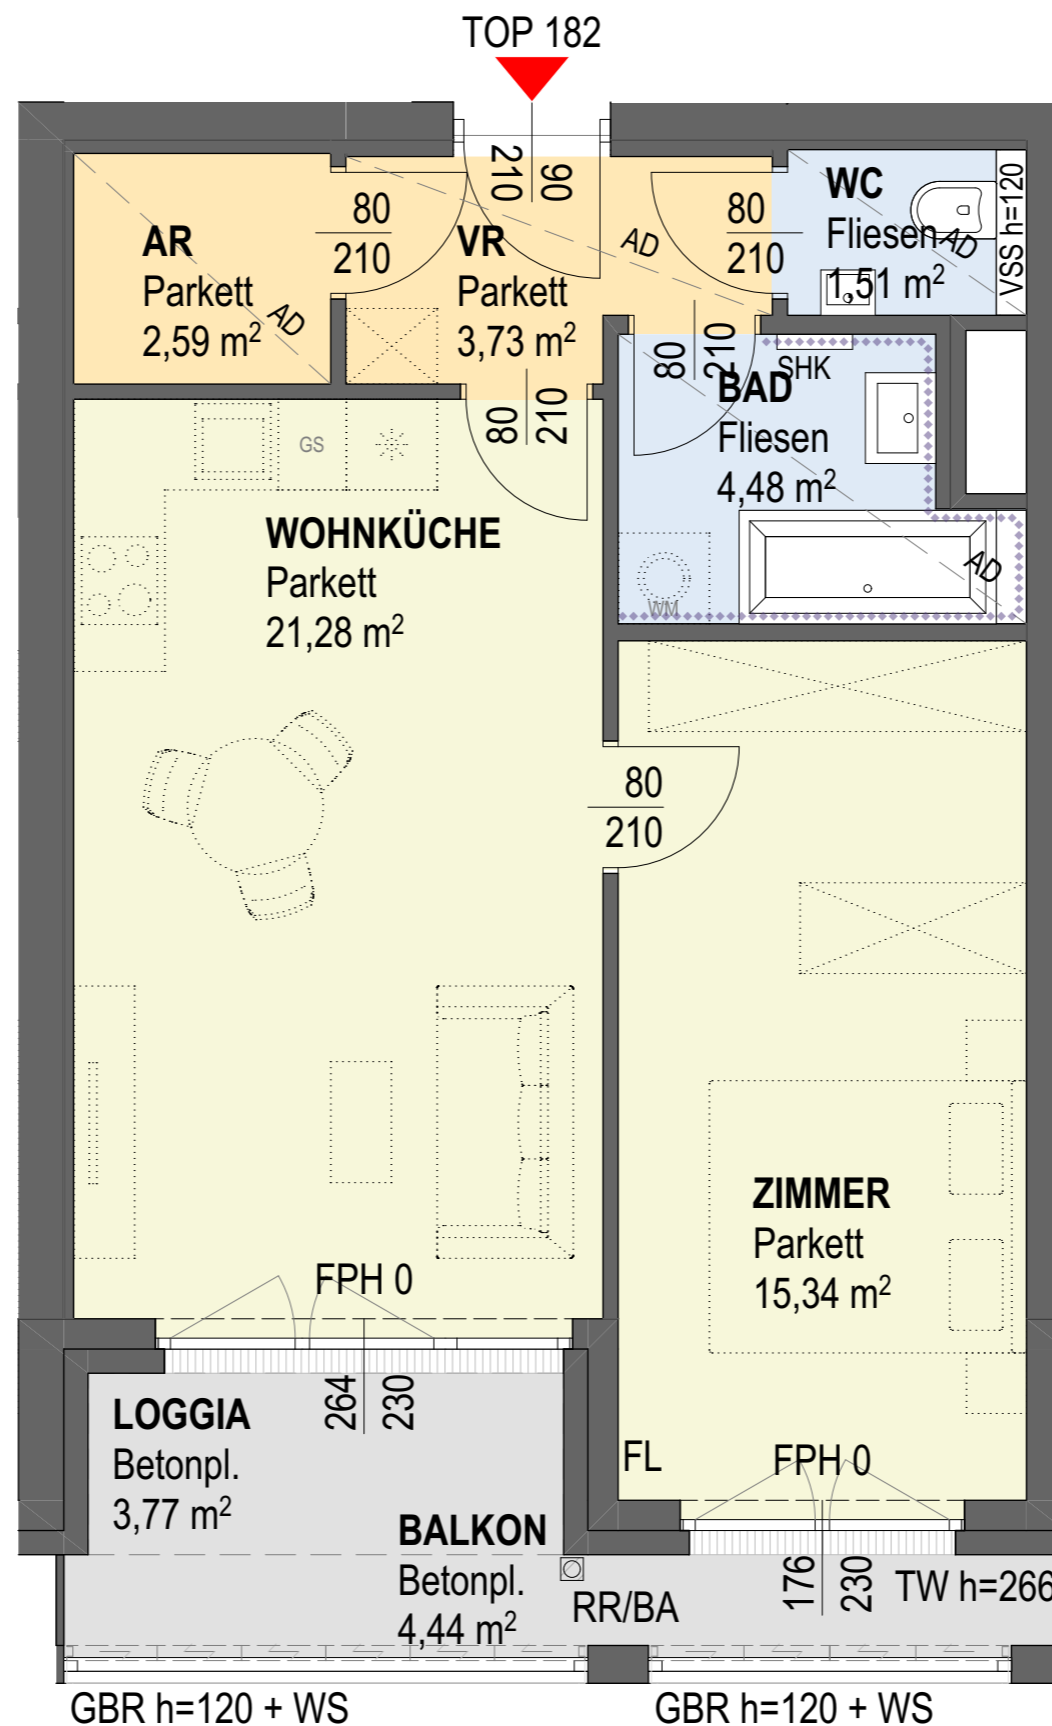 TOP 182
90
210
AR
Parkett
2,59 m²
AD
80
210
VR
Parkett
3,73 m²
AD
80
210
WC
Fliesen
1,51 m²
AD
VSS h=120
80
210
80
210
SHK
BAD
Fliesen
4,48 m²
AD
WM
GS
WOHNKÜCHE
Parkett
21,28 m²
80
210
ZIMMER
Parkett
15,34 m²
FPH 0
264
230
FL
FPH 0
176
230
LOGGIA
Betonpl.
3,77 m²
BALKON
Betonpl.
4,44 m²
RR/BA
TW h=266
GBR h=120 + WS
GBR h=120 + WS